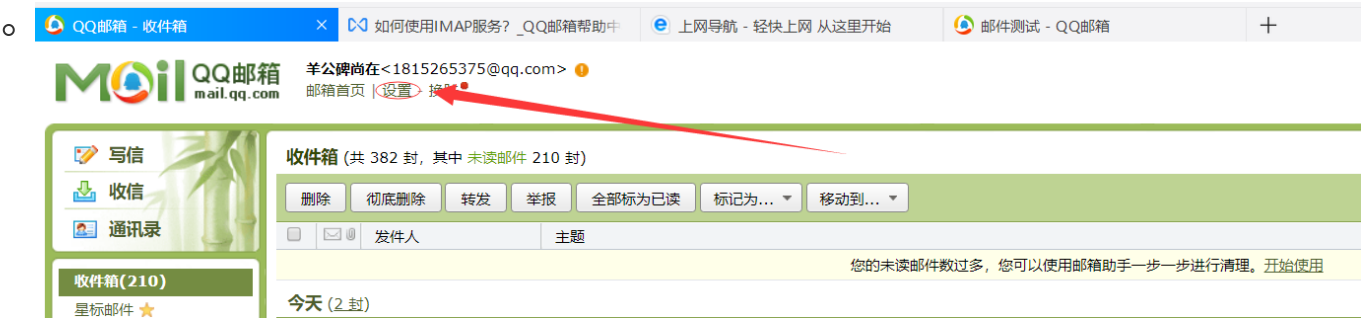 QQ邮箱 - 收件箱 × 如何使用IMAP服务? _QQ邮箱帮助中 上网导航 - 轻快上网 从这里开始 邮件测试 - QQ邮箱 +
MOil QQ邮箱
mail.qq.com
羊公碑尚在<1815265375@qq.com>
邮箱首页 | 设置 - 换
写信
收信
通讯录
收件箱(210)
星标邮件
收件箱 (共 382 封, 其中 未读邮件 210 封)
删除 彻底删除 转发 举报 全部标为已读 标记为... 移动到...
发件人 主题
您的未读邮件数过多,您可以使用邮箱助手一步一步进行清理。开始使用
今天 (2 封)